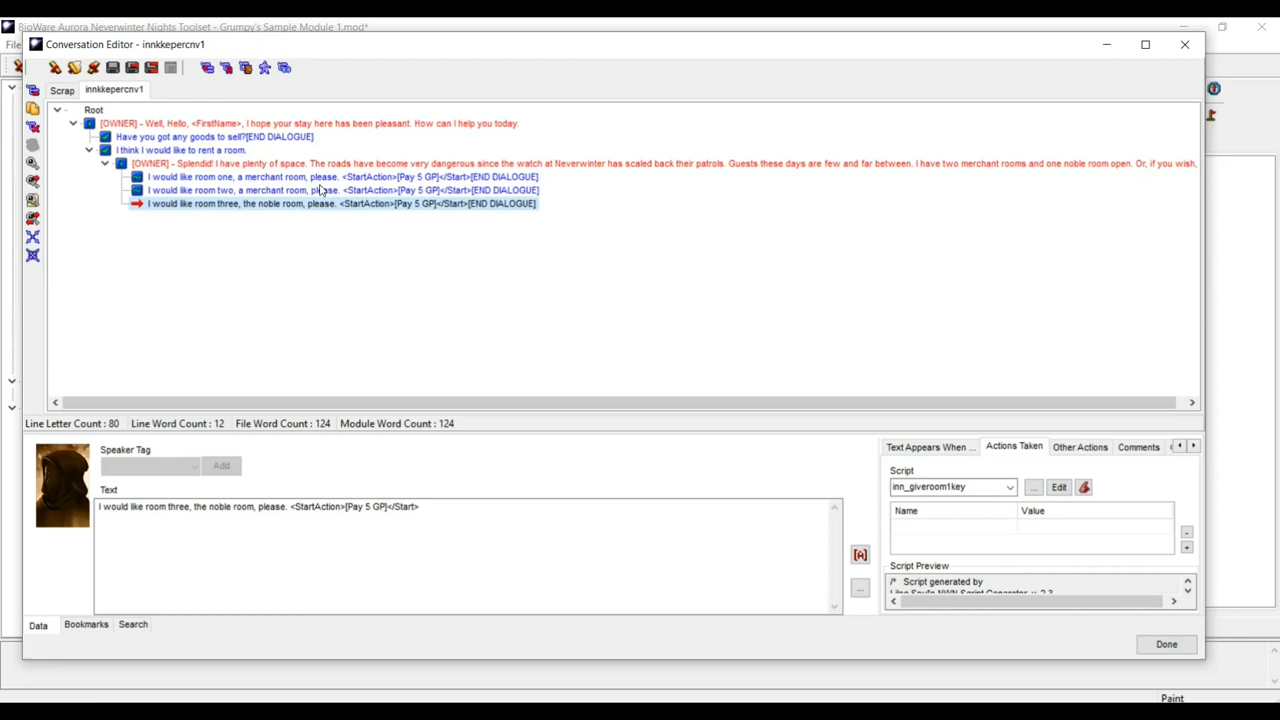 BioWare Aurora Neverwinter Nights Toolset - Grumpy's Sample Module 1.mod*
Conversation Editor - innkkepercnv1
File
Scrap
innkkepercnv1
Root
[OWNER] - Well, Hello, <FirstName>, I hope your stay here has been pleasant. How can I help you today.
Have you got any goods to sell?[END DIALOGUE]
I think I would like to rent a room.
[OWNER] - Splendid! I have plenty of space. The roads have become very dangerous since the watch at Neverwinter has scaled back their patrols. Guests these days are few and far between. I have two merchant rooms and one noble room open. Or, if you wish,
I would like room one, a merchant room, please. <StartAction>[Pay 5 GP]</Start>[END DIALOGUE]
I would like room two, a merchant room, please. <StartAction>[Pay 5 GP]</Start>[END DIALOGUE]
I would like room three, the noble room, please. <StartAction>[Pay 5 GP]</Start>[END DIALOGUE]
Line Letter Count : 80 Line Word Count : 12 File Word Count : 124 Module Word Count : 124
Speaker Tag
Add
Text
I would like room three, the noble room, please. <StartAction>[Pay 5 GP]</Start>
[A]
...
Text Appears When ... Actions Taken Other Actions Comments
Script
inn_giveroom1key ... Edit
Name Value
-
+
Script Preview
/* Script generated by
Lilac Soul's NWN Script Generator, v. 2.3
Data Bookmarks Search
Done
Paint